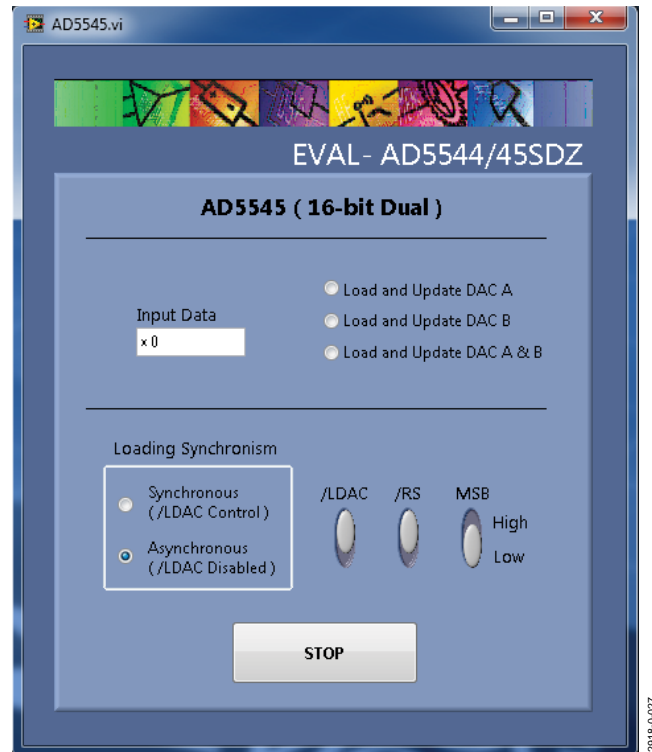 AD5545.vi
EVAL- AD5544/45SDZ
AD5545 ( 16-bit Dual )
Input Data
x 0
Load and Update DAC A
Load and Update DAC B
Load and Update DAC A & B
Loading Synchronism
Synchronous
( /LDAC Control )
Asynchronous
( /LDAC Disabled )
/LDAC /RS MSB
High
Low
STOP